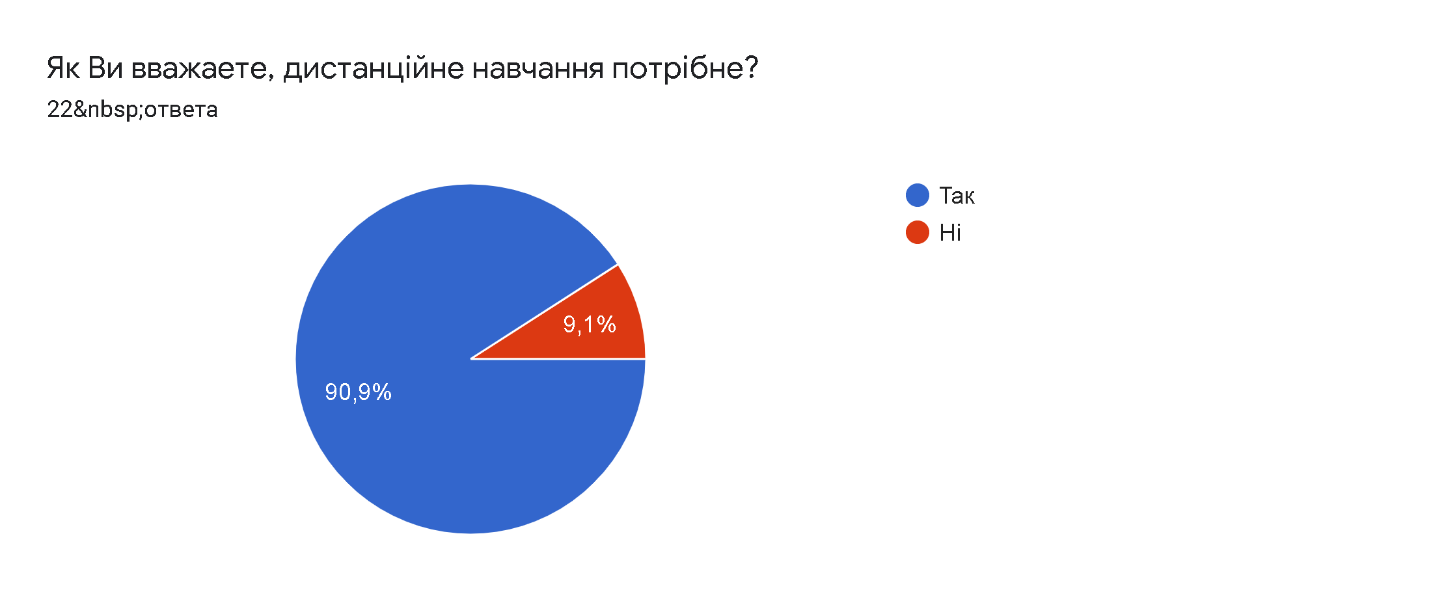 Як Ви вважаете, дистанційне навчання потрібне?
22&nbsp;ответа
Так
Ні
9,1%
90,9%